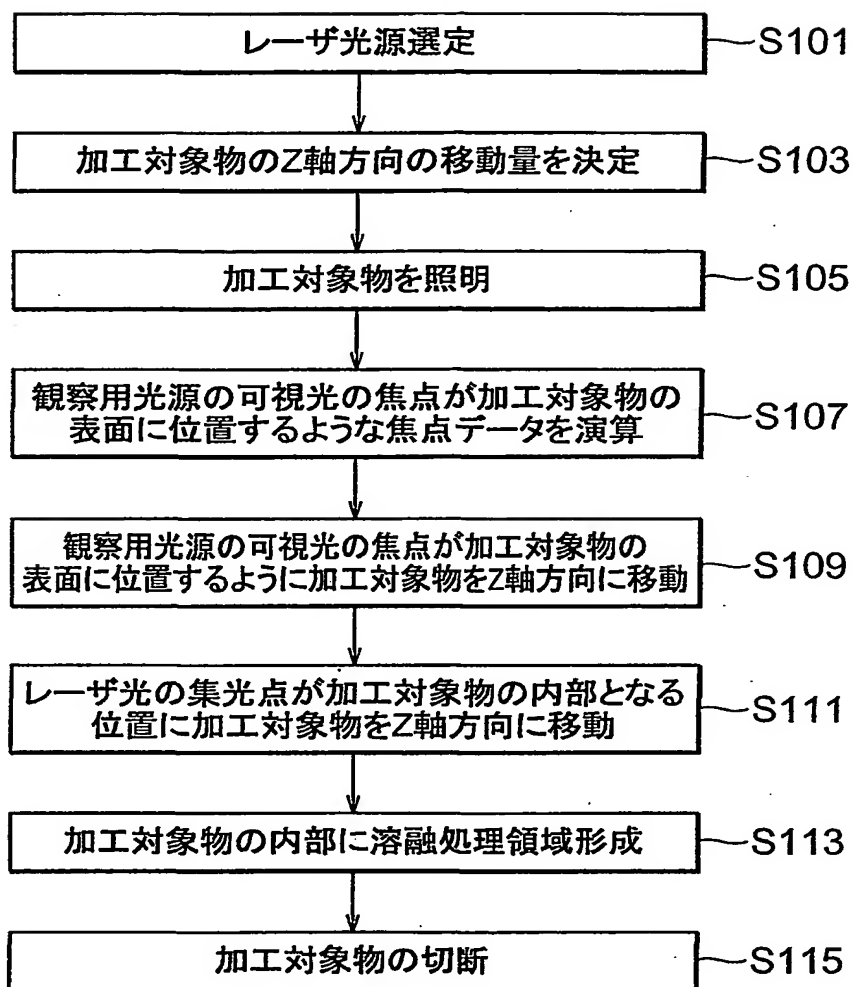 レーザ光源選定
S101
加工対象物のZ軸方向の移動量を決定
S103
加工対象物を照明
S105
観察用光源の可視光の焦点が加工対象物の
表面に位置するような焦点データを演算
S107
観察用光源の可視光の焦点が加工対象物の
表面に位置するように加工対象物をZ軸方向に移動
S109
レーザ光の集光点が加工対象物の内部となる
位置に加工対象物をZ軸方向に移動
S111
加工対象物の内部に溶融処理領域形成
S113
加工対象物の切断
S115